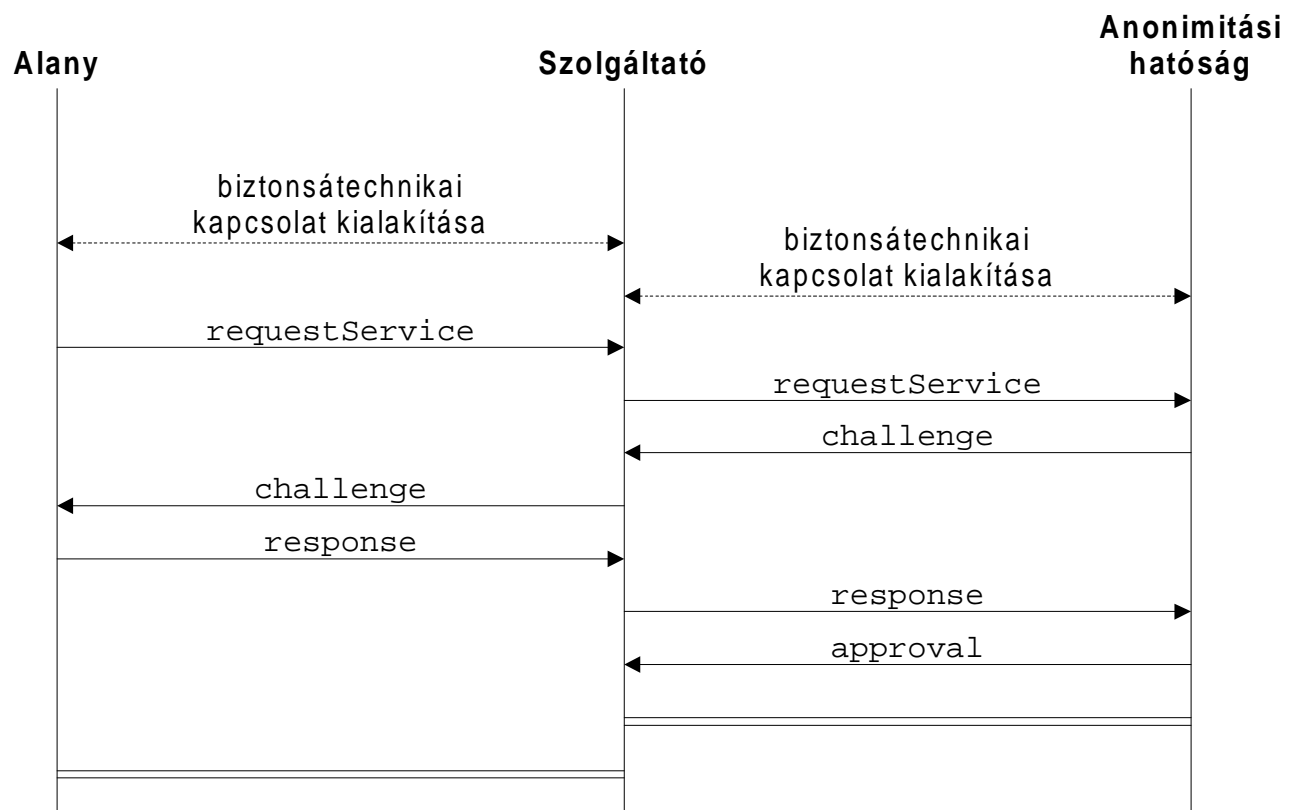 Anonimitási
Alany
Szolgáltató
hatóság
biztonsátechnikai
kapcsolat kialakítása
biztonsátechnikai
kapcsolat kialakítása
requestService
requestService
challenge
challenge
response
response
approval